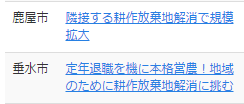 鹿屋市 隣接する耕作放棄地解消で規模
拡大
垂水市 定年退職を機に本格営農！地域
のために耕作放棄地解消に挑む